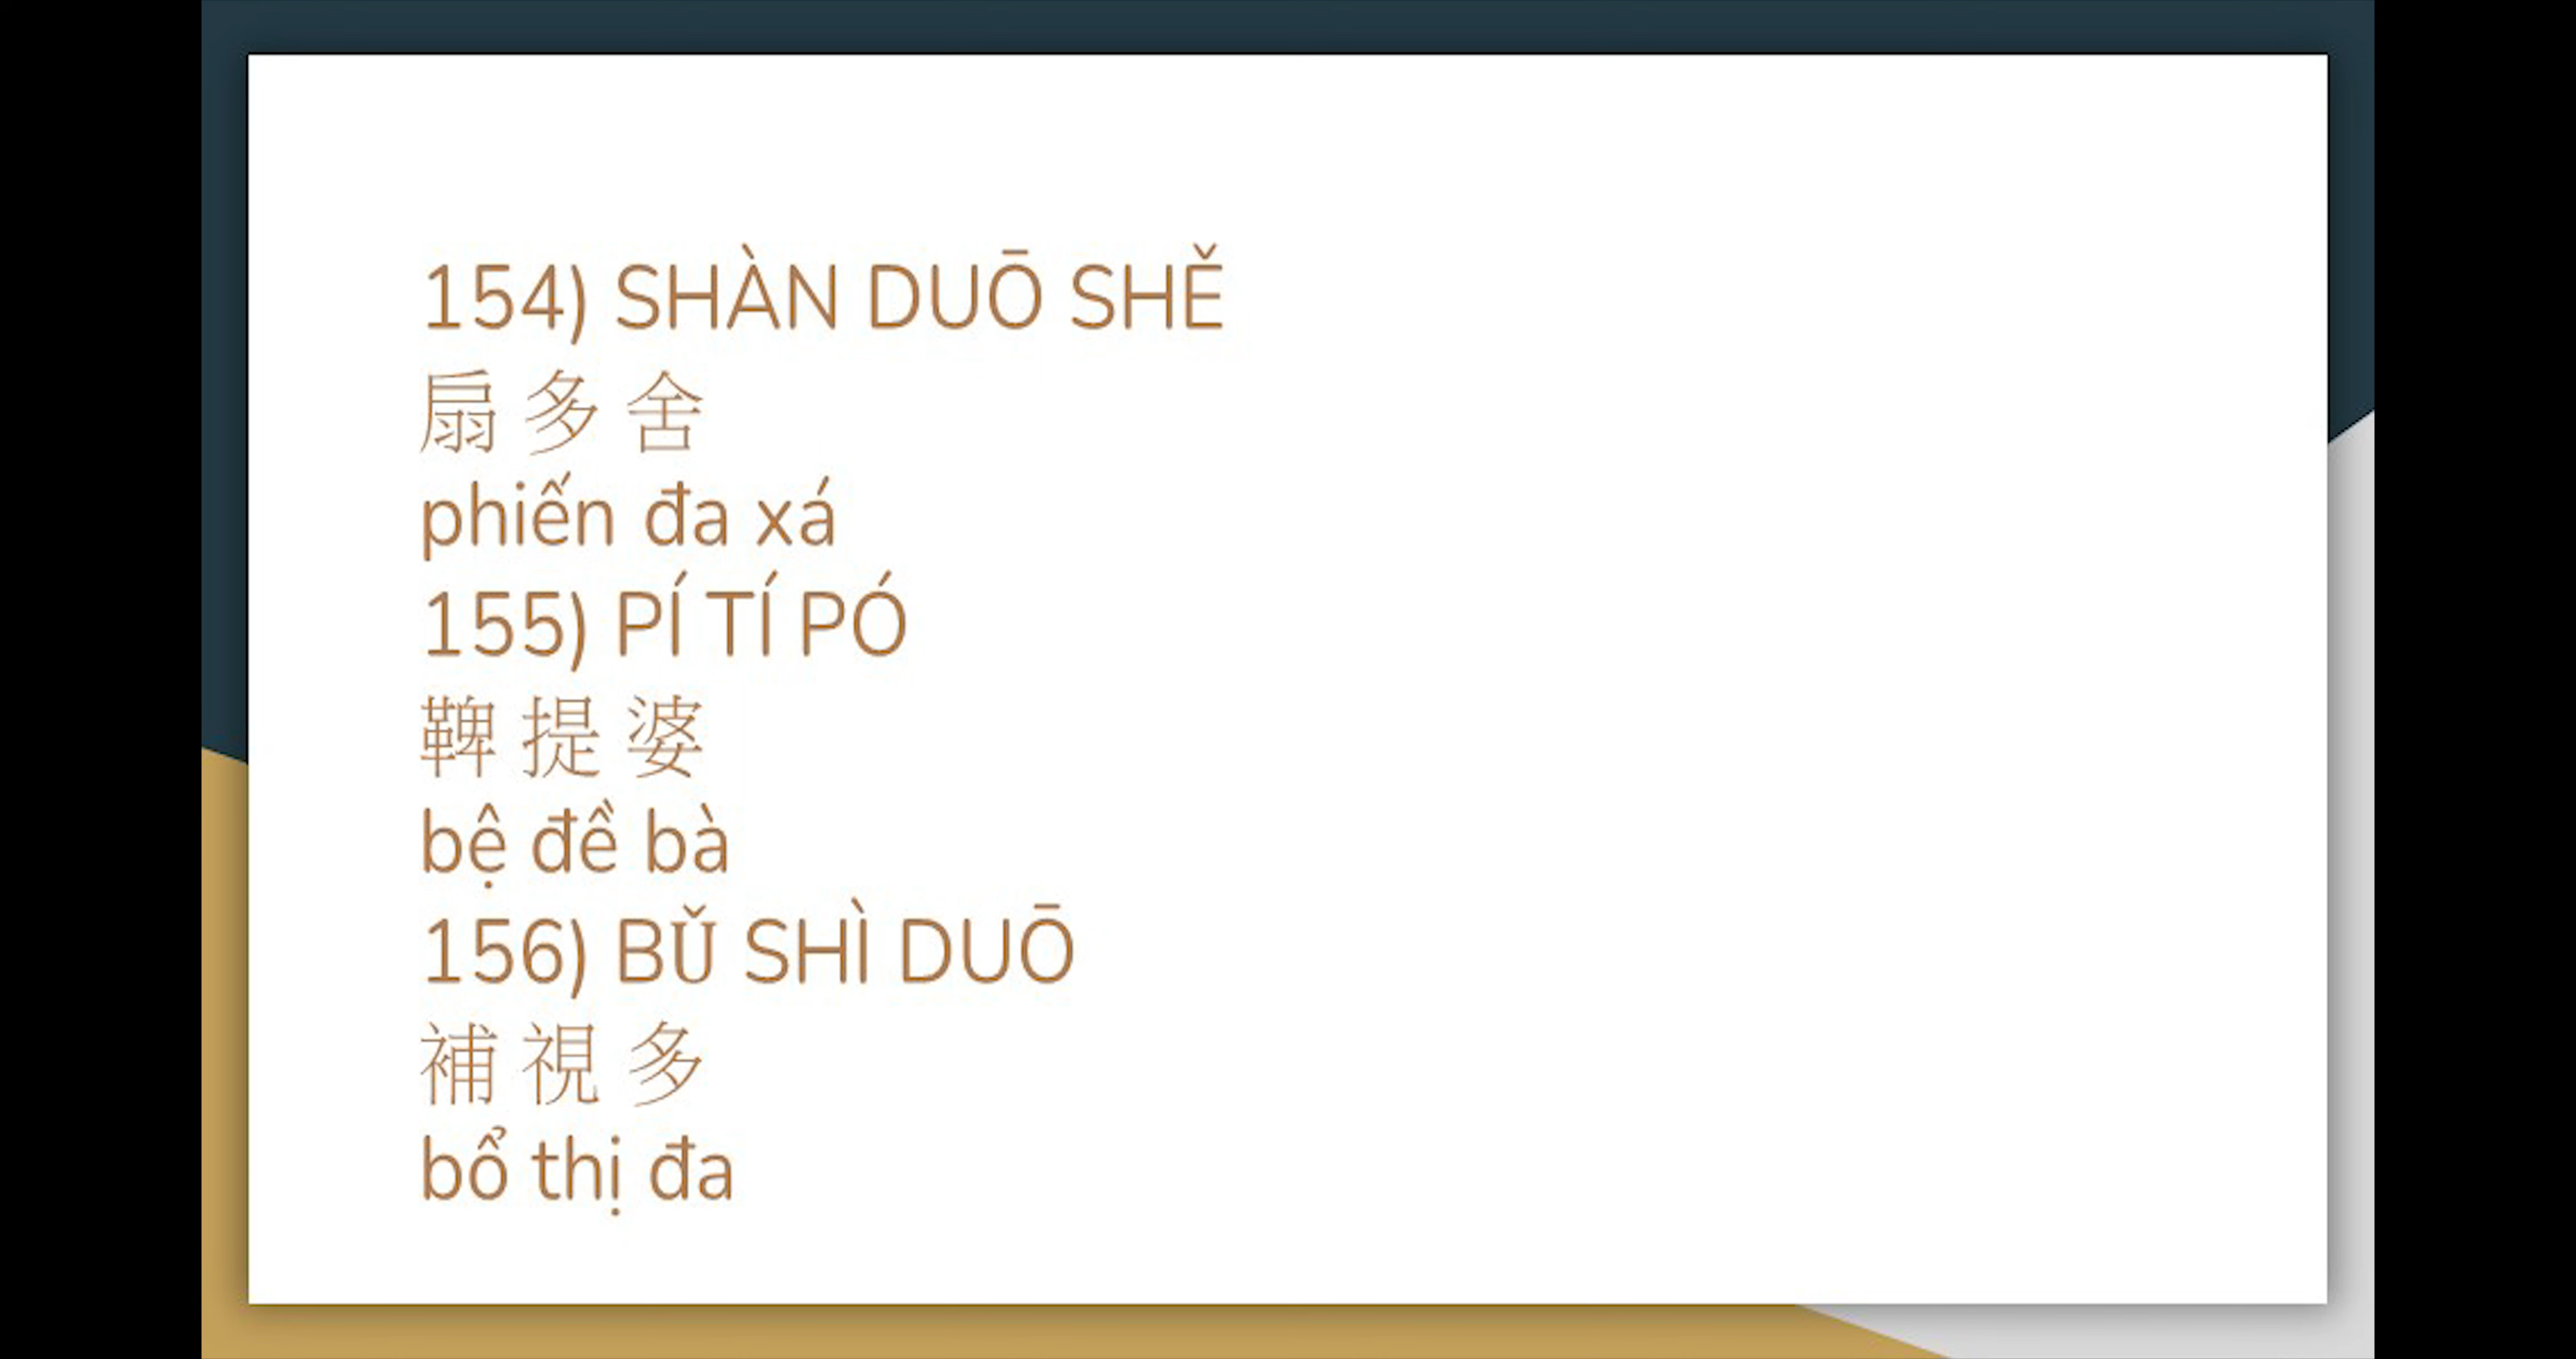 154) SHÀN DUŌ SHĚ
扇 多 舍
phiến đa xá
155) PÍ TÍ PÓ
鞞 提 婆
bệ đề bà
156) BǓ SHÌ DUŌ
補 視 多
bổ thị đa